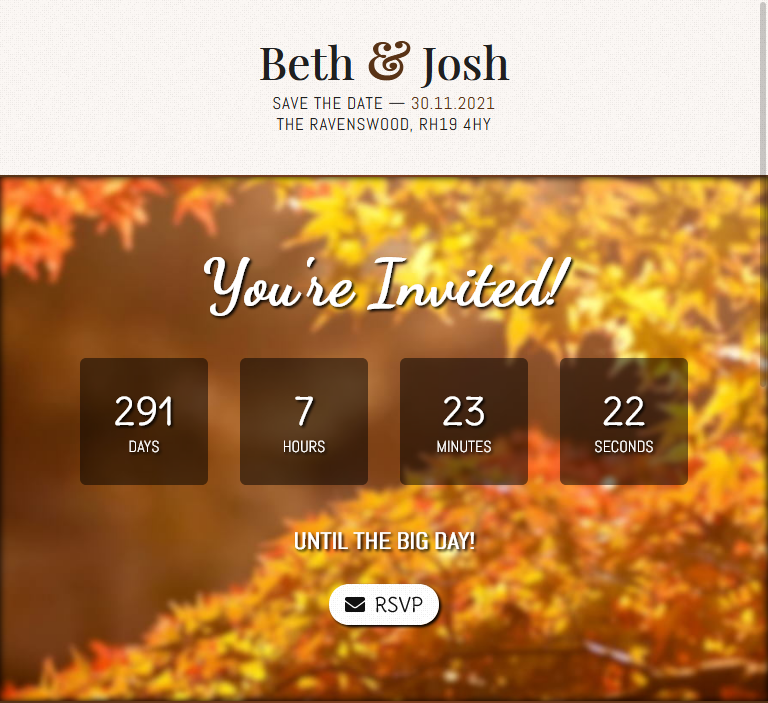 Beth & Josh
SAVE THE DATE — 30.11.2021
THE RAVENSWOOD, RH19 4HY
You're Invited!
291
DAYS
7
HOURS
23
MINUTES
22
SECONDS
UNTIL THE BIG DAY!
RSVP